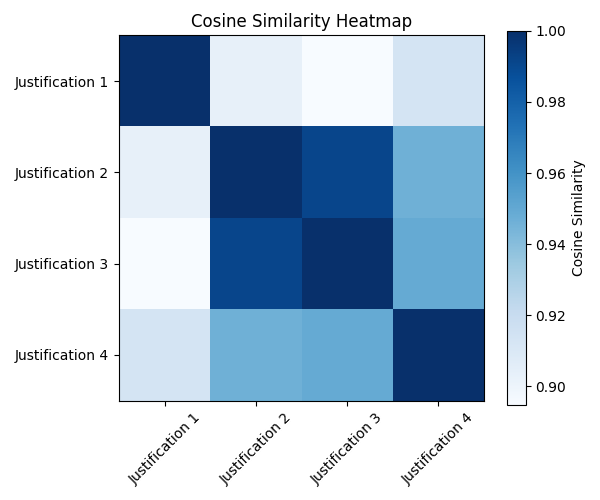 Cosine Similarity Heatmap
Justification 1
Justification 2
Justification 3
Justification 4
Justification 1
Justification 2
Justification 3
Justification 4
1.00
0.98
0.96
0.94
0.92
0.90
Cosine Similarity